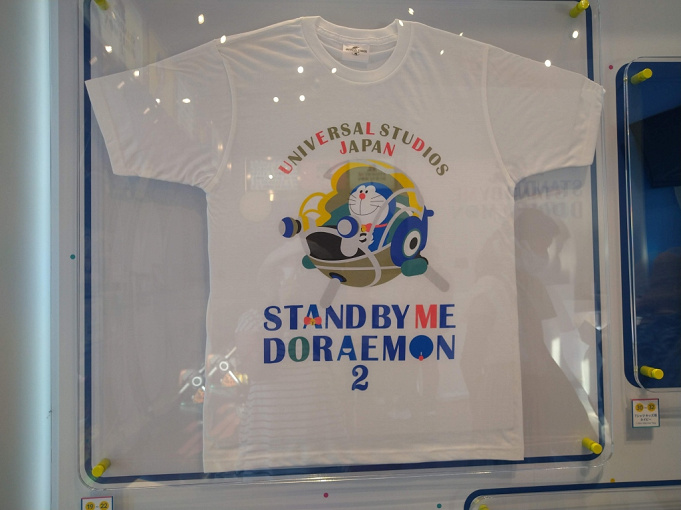 UNIVERSAL STUDIOS
JAPAN
STAND BY ME
DORAEMON
2